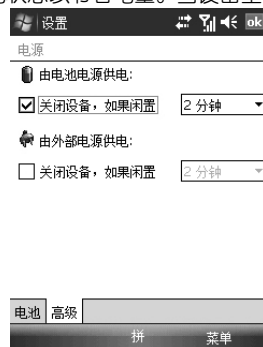 设置
ok
电源
由电池电源供电:
关闭设备，如果闲置 2 分钟
由外部电源供电:
关闭设备，如果闲置 2 分钟
电池 高级
拼 菜单